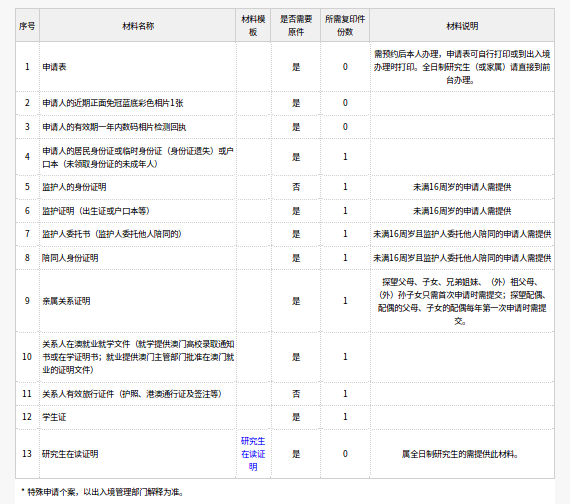 序号 材料名称 材料模板 是否需要原件 所需复印件份数 材料说明
1 申请表 是 0 需预约后本人办理，申请表可自行打印或到出入境
办理时打印。全日制研究生（或家属）请直接到前
台办理。
2 申请人的近期正面免冠蓝底彩色相片1张 是 0
3 申请人的有效期一年内数码相片检测回执 是 0
4 申请人的居民身份证或临时身份证（身份证遗失）或户
口本（未领取身份证的未成年人） 是 1
5 监护人的身份证明 否 1 未满16周岁的申请人需提供
6 监护证明（出生证或户口本等） 是 1 未满16周岁的申请人需提供
7 监护人委托书（监护人委托他人陪同的） 是 1 未满16周岁且监护人委托他人陪同的申请人需提供
8 陪同人身份证明 是 1 未满16周岁且监护人委托他人陪同的申请人需提供
9 亲属关系证明 是 1 探望父母、子女、兄弟姐妹、（外）祖父母、
（外）孙子女只需首次申请时需提交；探望配偶、
配偶的父母、子女的配偶每年第一次申请时需提
交。
10 关系人在澳就业就学文件（就学提供澳门高校录取通知
书或在学证明书；就业提供澳门主管部门批准在澳门就
业的证明文件） 是 1
11 关系人有效旅行证件（护照、港澳通行证及签注等） 否 1
12 学生证 是 1
13 研究生在读证明 研究生
在读证
明 是 0 属全日制研究生的需提供此材料。
* 特殊申请个案，以出入境管理部门解释为准。